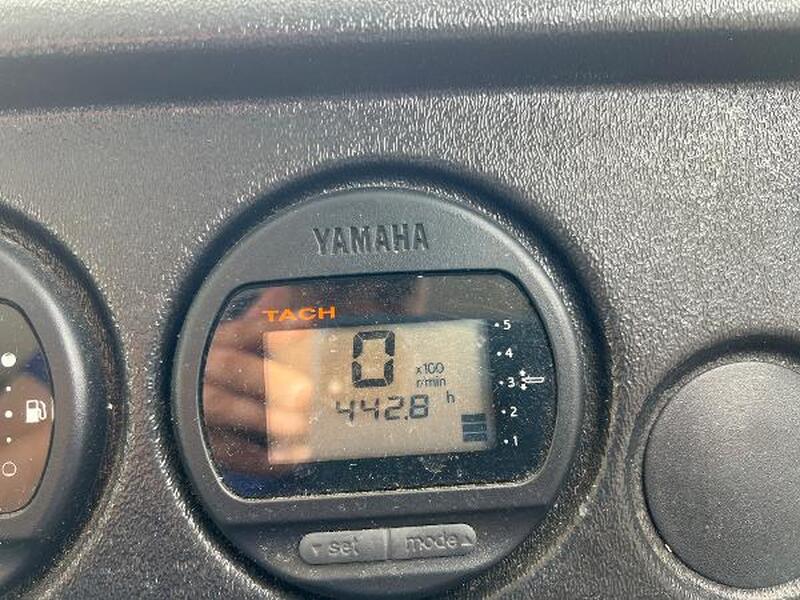 YAMAHA
TACH
0 x100 r/min
442.8 h
5
4
3
2
1
set mode